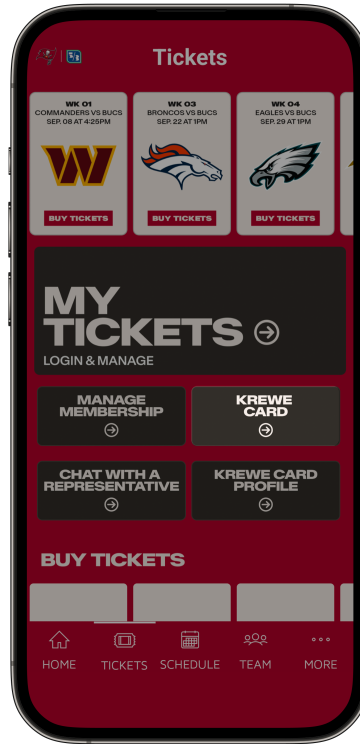 Tickets
WK 01
COMMANDERS VS BUCS
SEP. 08 AT 4:25PM
BUY TICKETS
WK 03
BRONCOS VS BUCS
SEP. 22 AT 1PM
BUY TICKETS
WK 04
EAGLES VS BUCS
SEP. 29 AT 1PM
BUY TICKETS
MY
TICKETS
LOGIN & MANAGE
MANAGE
MEMBERSHIP
KREWE
CARD
CHAT WITH A
REPRESENTATIVE
KREWE CARD
PROFILE
BUY TICKETS
HOME
TICKETS
SCHEDULE
TEAM
MORE